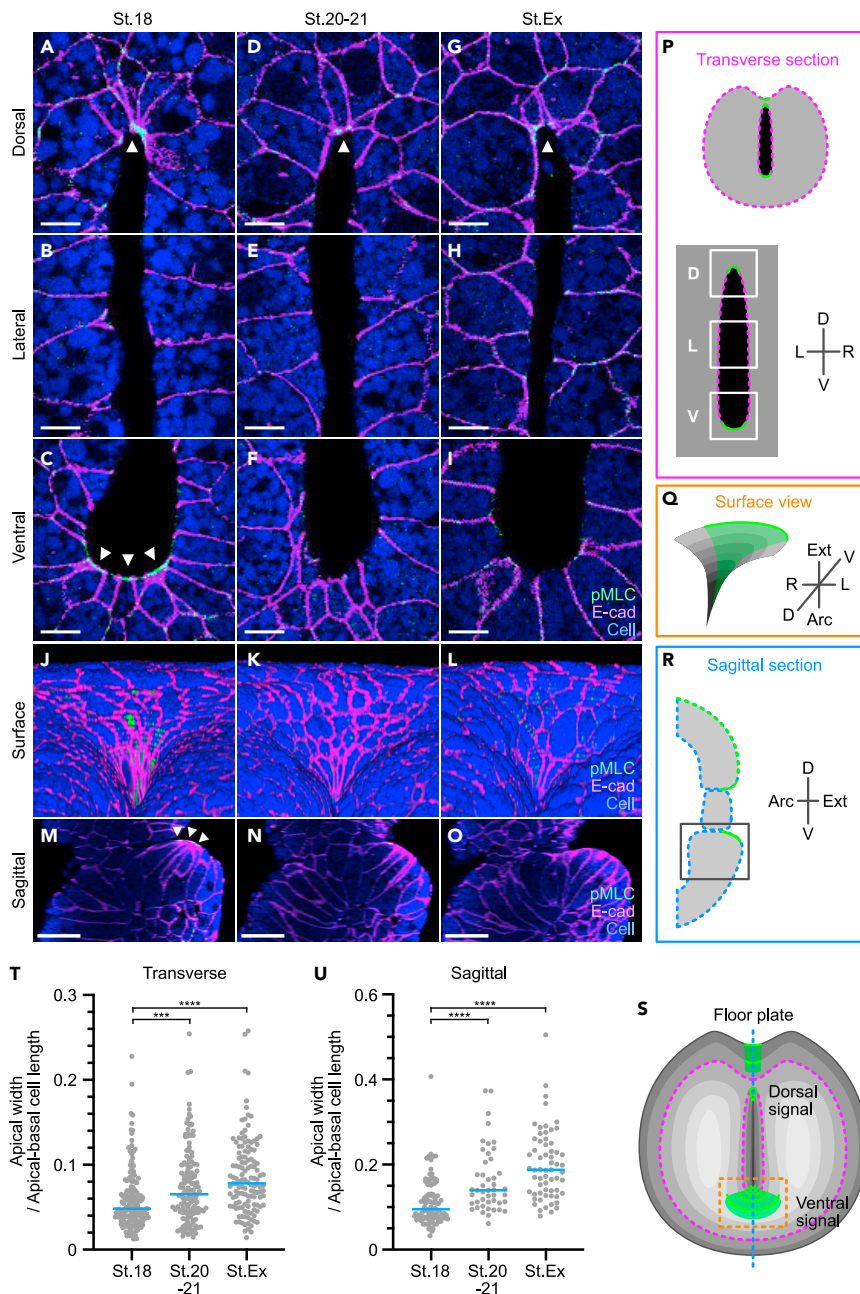 St.18 St.20-21 St.Ex
Dorsal
A D G
Lateral
B E H
Ventral
C F I
pMLC
E-cad
Cell
Surface
J K L
pMLC
E-cad
Cell
Sagittal
M N O
pMLC
E-cad
Cell
P Transverse section
D
L
V
D
L R
V
Q Surface view
Ext V
R L
D Arc
R Sagittal section
D
Arc Ext
V
T Transverse
Apical width
/ Apical-basal cell length
0.3
0.2
0.1
0
***
****
St.18 St.20 St.Ex
-21
U Sagittal
Apical width
/ Apical-basal cell length
0.6
0.4
0.2
0
****
****
St.18 St.20 St.Ex
-21
S
Floor plate
Dorsal
signal
Ventral
signal